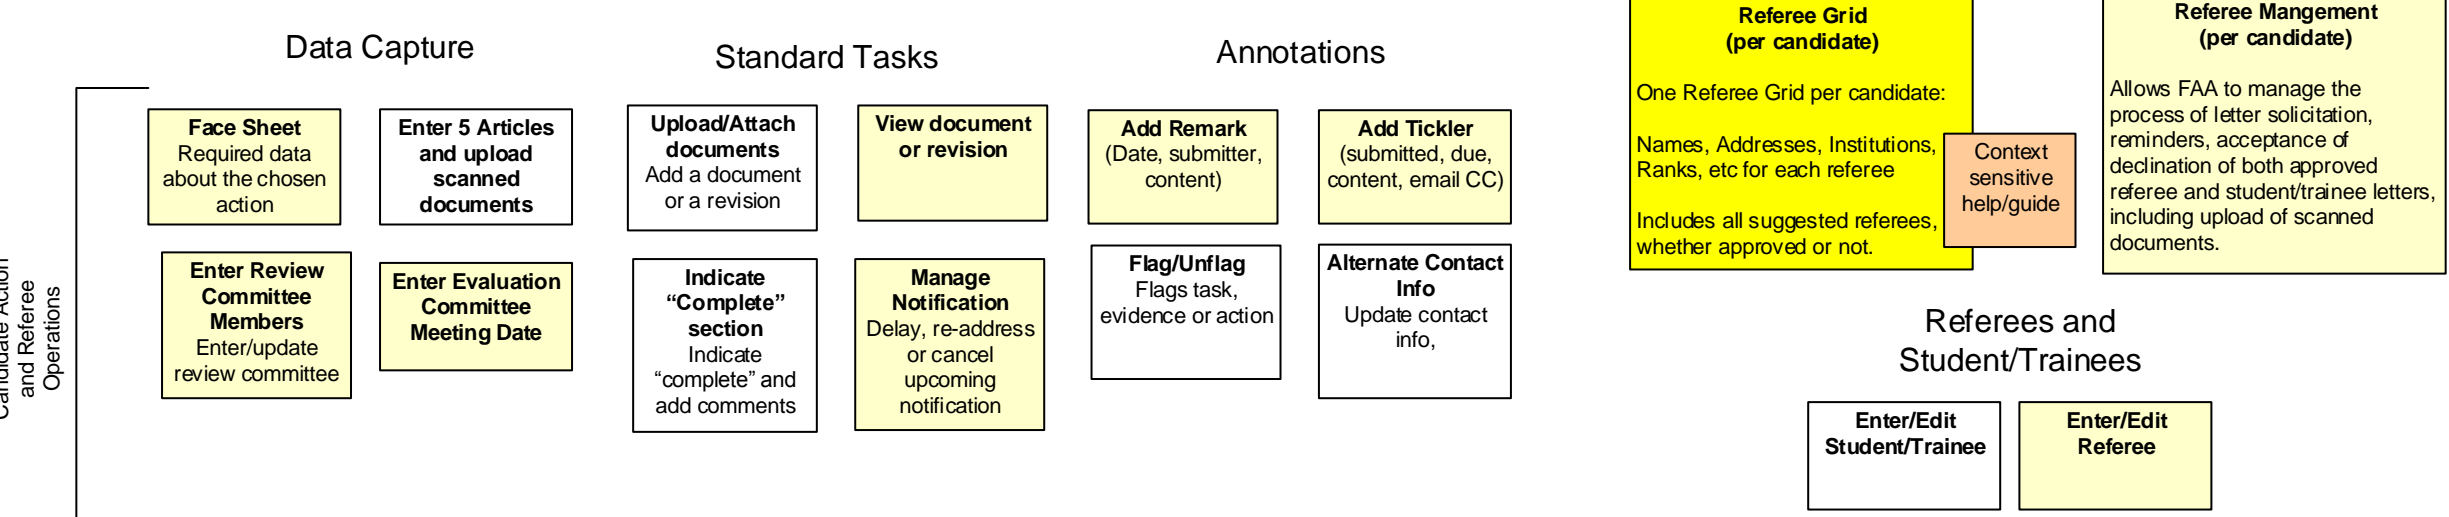 Data Capture
Face Sheet
Required data
about the chosen
action
Enter 5 Articles
and upload
scanned
documents
Enter Review
Committee
Members
Enter/update
review committee
Enter Evaluation
Committee
Meeting Date
Standard Tasks
Upload/Attach
documents
Add a document
or a revision
View document
or revision
Indicate
“Complete”
section
Indicate
“complete” and
add comments
Manage
Notification
Delay, re-address
or cancel
upcoming
notification
Annotations
Add Remark
(Date, submitter,
content)
Add Tickler
(submitted, due,
content, email CC)
Flag/Unflag
Flags task,
evidence or action
Alternate Contact
Info
Update contact
info,
Referee Grid
(per candidate)
One Referee Grid per candidate:
Names, Addresses, Institutions,
Ranks, etc for each referee
Includes all suggested referees,
whether approved or not.
Context
sensitive
help/guide
Referee Mangement
(per candidate)
Allows FAA to manage the
process of letter solicitation,
reminders, acceptance of
declination of both approved
referee and student/trainee letters,
including upload of scanned
documents.
Referees and
Student/Trainees
Enter/Edit
Student/Trainee
Enter/Edit
Referee
Candidate Action
and Referee
Operations